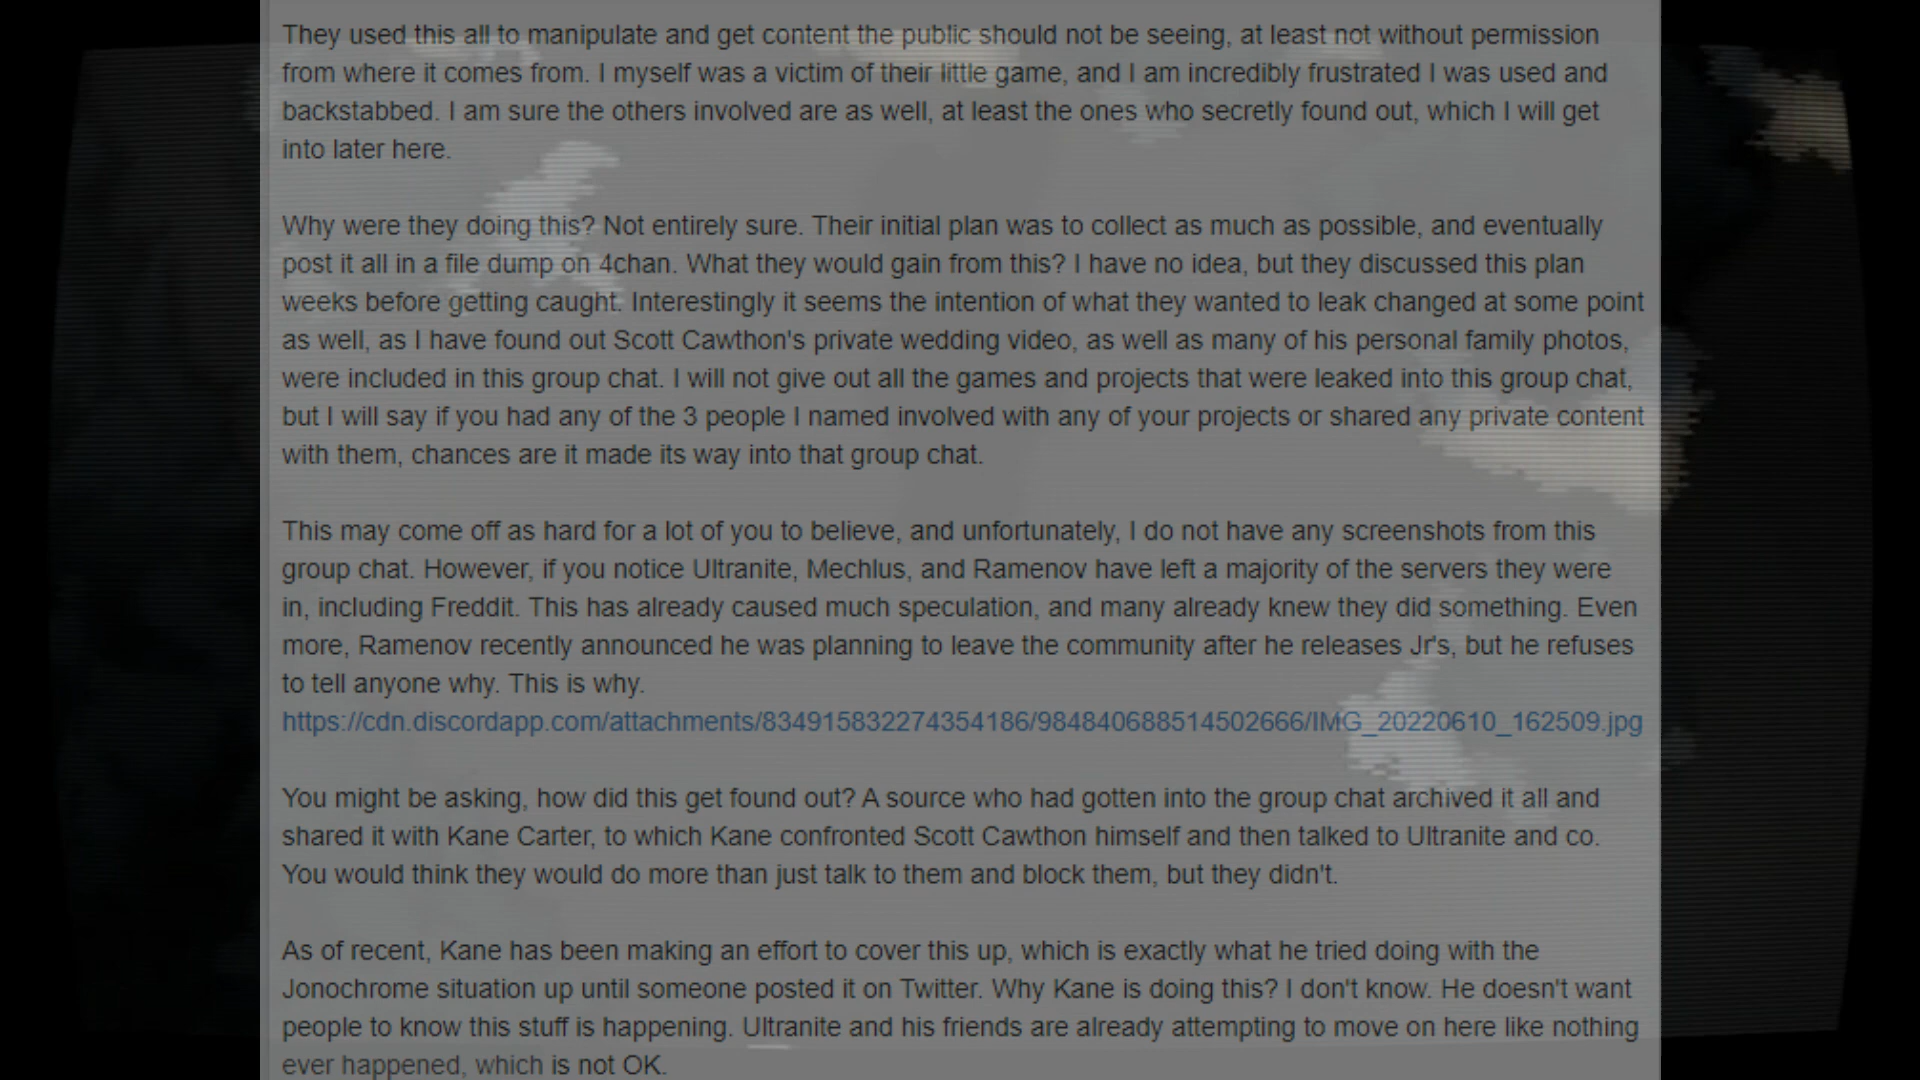 They used this all to manipulate and get content the public should not be seeing, at least not without permission
from where it comes from. I myself was a victim of their little game, and I am incredibly frustrated I was used and
backstabbed. I am sure the others involved are as well, at least the ones who secretly found out, which I will get
into later here.
Why were they doing this? Not entirely sure. Their initial plan was to collect as much as possible, and eventually
post it all in a file dump on 4chan. What they would gain from this? I have no idea, but they discussed this plan
weeks before getting caught. Interestingly it seems the intention of what they wanted to leak changed at some point
as well, as I have found out Scott Cawthon's private wedding video, as well as many of his personal family photos,
were included in this group chat. I will not give out all the games and projects that were leaked into this group chat,
but I will say if you had any of the 3 people I named involved with any of your projects or shared any private content
with them, chances are it made its way into that group chat.
This may come off as hard for a lot of you to believe, and unfortunately, I do not have any screenshots from this
group chat. However, if you notice Ultranite, Mechlus, and Ramenov have left a majority of the servers they were
in, including Freddit. This has already caused much speculation, and many already knew they did something. Even
more, Ramenov recently announced he was planning to leave the community after he releases Jr's, but he refuses
to tell anyone why. This is why.
https://cdn.discordapp.com/attachments/834915832274354186/984840688514502666/IMG_20220610_162509.jpg
You might be asking, how did this get found out? A source who had gotten into the group chat archived it all and
shared it with Kane Carter, to which Kane confronted Scott Cawthon himself and then talked to Ultranite and co.
You would think they would do more than just talk to them and block them, but they didn't.
As of recent, Kane has been making an effort to cover this up, which is exactly what he tried doing with the
Jonochrome situation up until someone posted it on Twitter. Why Kane is doing this? I don't know. He doesn't want
people to know this stuff is happening. Ultranite and his friends are already attempting to move on here like nothing
ever happened, which is not OK.